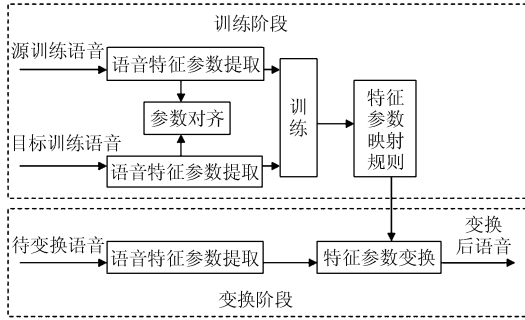 训练阶段
源训练语音
语音特征参数提取
参数对齐
目标训练语音
语音特征参数提取
训
练
特征
参数
映射
规则
待变换语音
语音特征参数提取
特征参数变换
变换
后语音
变换阶段